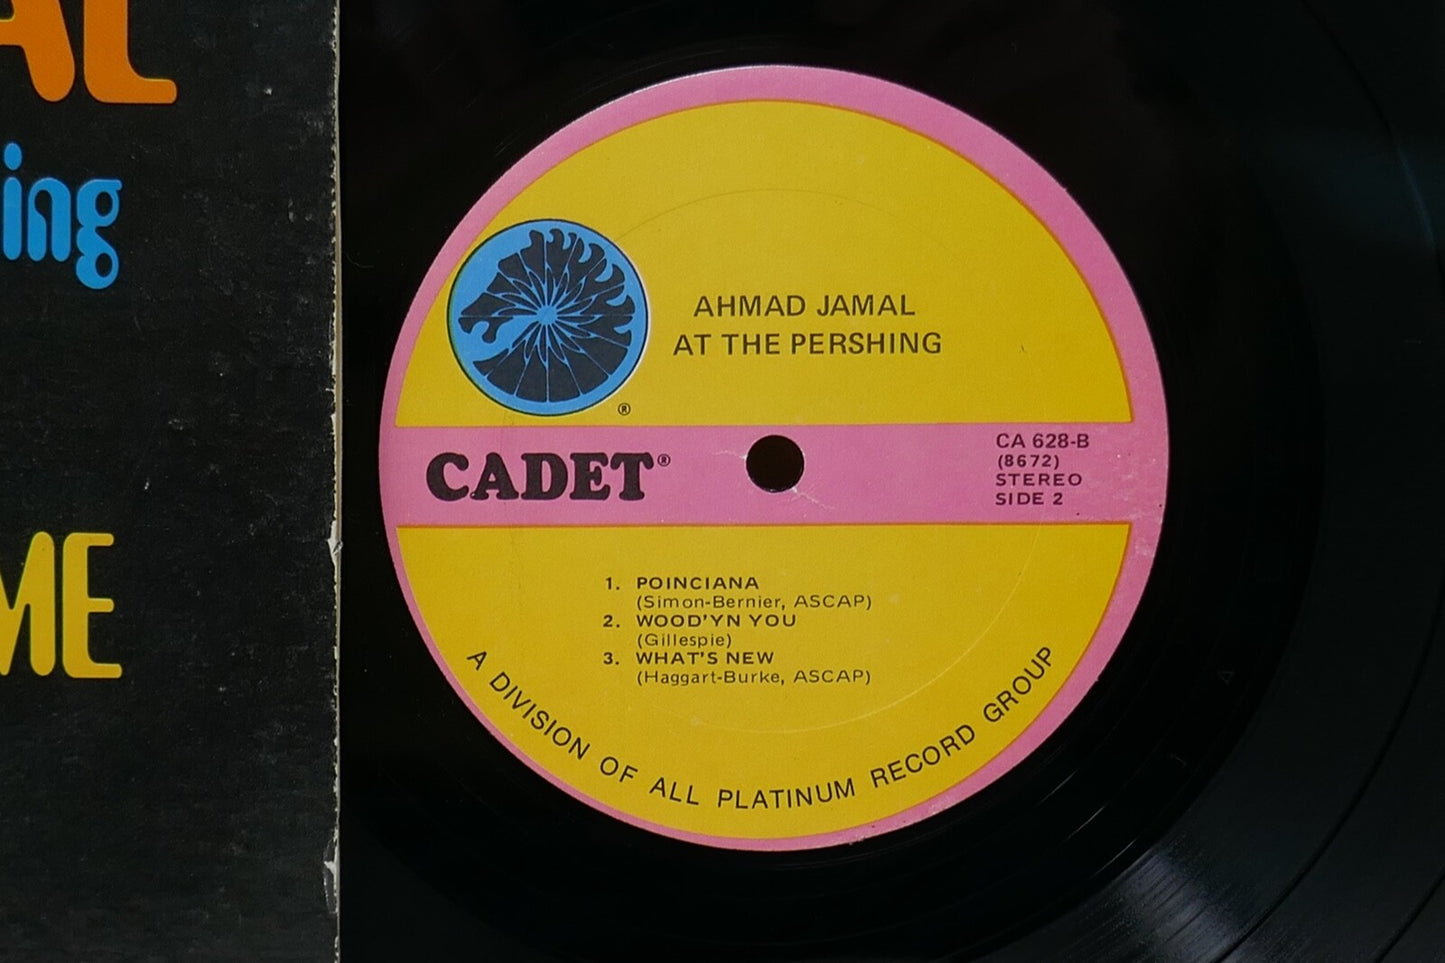 AL
ing
ME
AHMAD JAMAL
AT THE PERSHING
®
CADET®
CA 628-B
(8672)
STEREO
SIDE 2
1. POINCIANA
(Simon-Bernier, ASCAP)
2. WOOD'YN YOU
(Gillespie)
3. WHAT'S NEW
(Haggart-Burke, ASCAP)
A DIVISION OF ALL PLATINUM RECORD GROUP